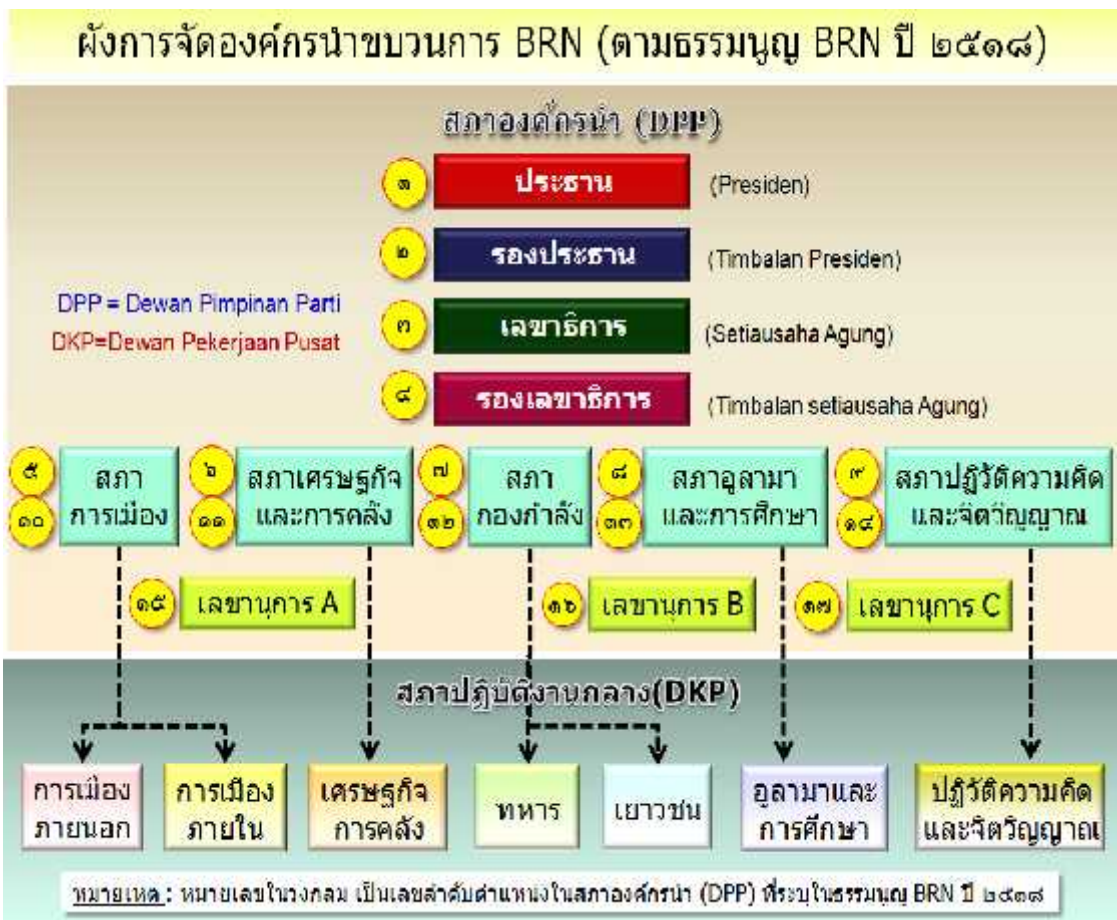 ผังการจัดองค์กรนำขบวนการ BRN (ตามธรรมนูญ BRN ปี ๒๕๑๘)
สภาองค์กรนำ (DPP)
๑ ประธาน (Presiden)
๒ รองประธาน (Timbalan Presiden)
DPP = Dewan Pimpinan Parti
DKP=Dewan Pekerjaan Pusat
๓ เลขาธิการ (Setiausaha Agung)
๔ รองเลขาธิการ (Timbalan setiausaha Agung)
๕ ๑๐
สภา
การเมือง
๖ ๑๑
สภาเศรษฐกิจ
และการคลัง
๗ ๑๒
สภา
กองกำลัง
๘ ๑๓
สภาอูลามา
และการศึกษา
๙ ๑๔
สภาปฏิวัติความคิด
และจิตวิญญาณ
๑๕ เลขานุการ A
๑๖ เลขานุการ B
๑๗ เลขานุการ C
สภาปฏิบัติงานกลาง(DKP)
การเมือง
ภายนอก
การเมือง
ภายใน
เศรษฐกิจ
การคลัง
ทหาร
เยาวชน
อูลามาและ
การศึกษา
ปฏิวัติความคิด
และจิตวิญญาณ
หมายเหตุ : หมายเลขในวงกลม เป็นเลขลำดับตำแหน่งในสภาองค์กรนำ (DPP) ที่ระบุในธรรมนูญ BRN ปี ๒๕๑๘